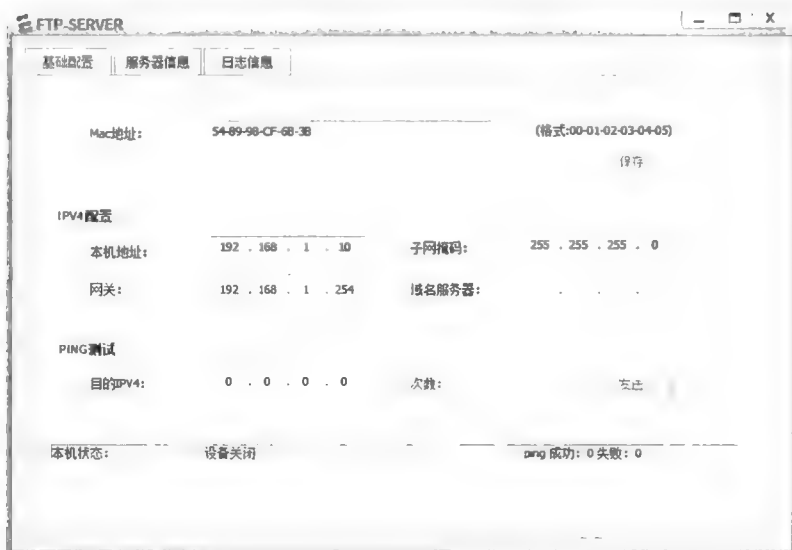 FTP-SERVER
基础配置 服务器信息 日志信息
Mac地址： 54-89-98-CF-6B-3B (格式:00-01-02-03-04-05)
保存
IPV4配置
本机地址： 192 . 168 . 1 . 10 子网掩码： 255 . 255 . 255 . 0
网关： 192 . 168 . 1 . 254 域名服务器： . . .
PING测试
目的IPV4： 0 . 0 . 0 . 0 次数： 发送
本机状态： 设备关闭 ping 成功： 0 失败： 0